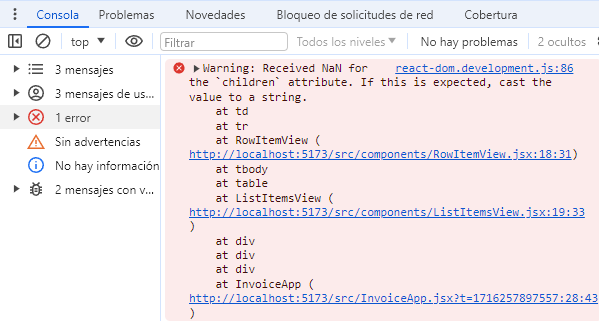 Consola Problemas Novedades Bloqueo de solicitudes de red Cobertura
top Filtrar Todos los niveles No hay problemas 2 ocultos
3 mensajes
3 mensajes de us...
1 error
Sin advertencias
No hay información
2 mensajes con v...
Warning: Received NaN for react-dom.development.js:86
the `children` attribute. If this is expected, cast the
value to a string.
at td
at tr
at RowItemView (
http://localhost:5173/src/components/RowItemView.jsx:18:31)
at tbody
at table
at ListItemsView (
http://localhost:5173/src/components/ListItemsView.jsx:19:33
)
at div
at div
at div
at InvoiceApp (
http://localhost:5173/src/InvoiceApp.jsx?t=1716257897557:28:43
)